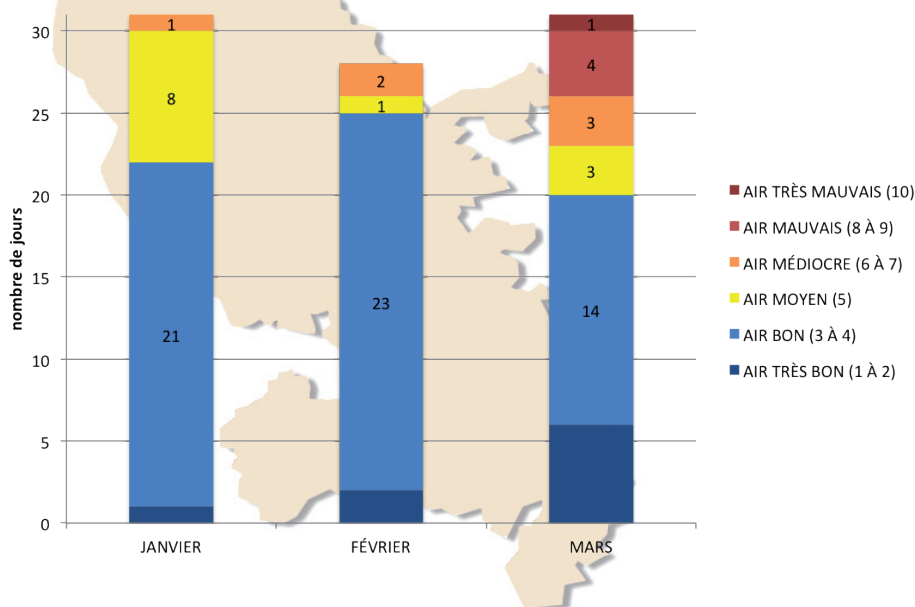 30
25
20
15
10
5
0
nombre de jours
1
8
21
2
1
23
1
4
3
3
14
JANVIER
FÉVRIER
MARS
AIR TRÈS MAUVAIS (10)
AIR MAUVAIS (8 À 9)
AIR MÉDIOCRE (6 À 7)
AIR MOYEN (5)
AIR BON (3 À 4)
AIR TRÈS BON (1 À 2)